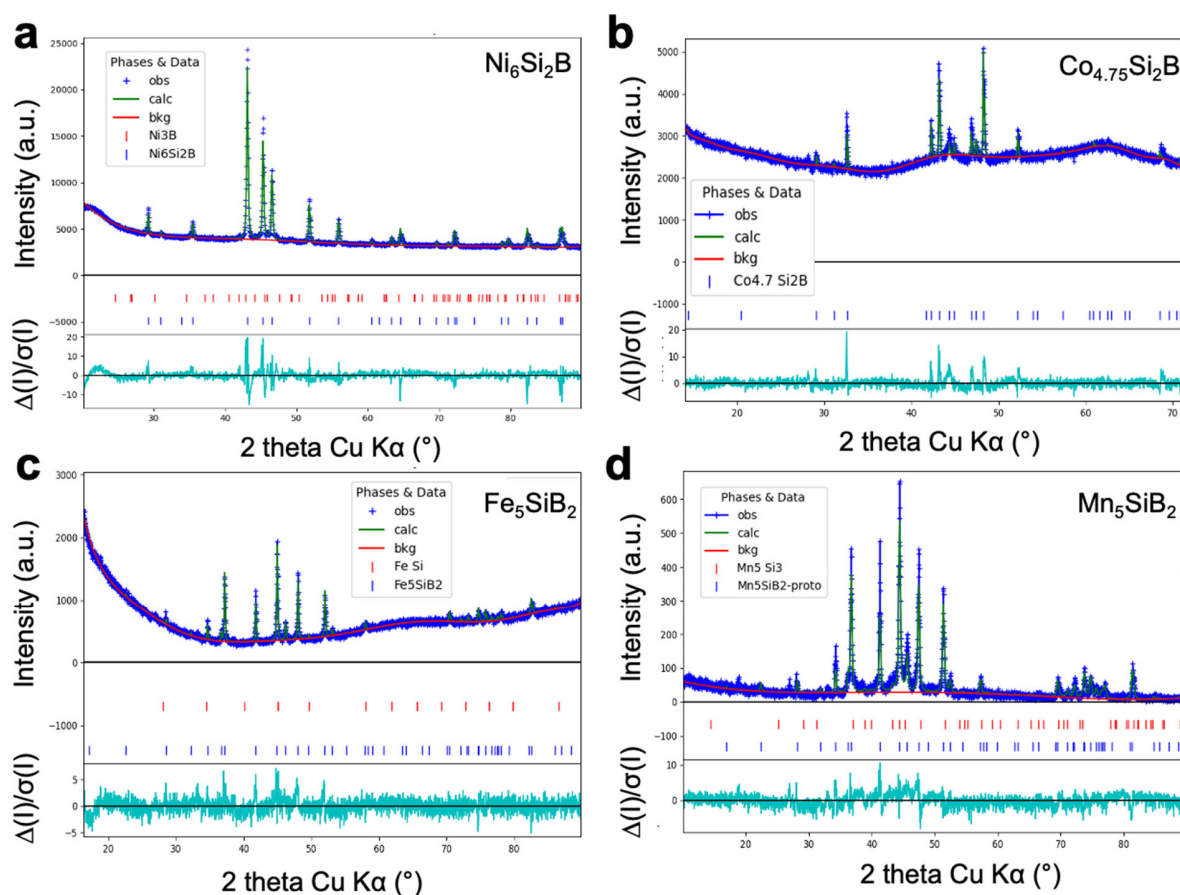 a
Ni₆Si₂B
Phases & Data
obs
calc
bkg
Ni3B
Ni6Si2B
25000
20000
15000
10000
5000
0
−5000
20
10
0
−10
30
40
50
60
70
80
Intensity (a.u.)
Δ(I)/σ(I)
2 theta Cu Kα (°)
b
Co₄.₇₅Si₂B
Phases & Data
obs
calc
bkg
Co4.7 Si2B
5000
4000
3000
2000
1000
0
−1000
20
10
0
20
30
40
50
60
70
Intensity (a.u.)
Δ(I)/σ(I)
2 theta Cu Kα (°)
c
Fe₅SiB₂
Phases & Data
obs
calc
bkg
Fe Si
Fe5SiB2
3000
2000
1000
0
−1000
5
0
−5
20
30
40
50
60
70
80
Intensity (a.u.)
Δ(I)/σ(I)
2 theta Cu Kα (°)
d
Mn₅SiB₂
Phases & Data
obs
calc
bkg
Mn5 Si3
Mn5SiB2-proto
600
500
400
300
200
100
0
−100
10
0
20
30
40
50
60
70
80
Intensity (a.u.)
Δ(I)/σ(I)
2 theta Cu Kα (°)